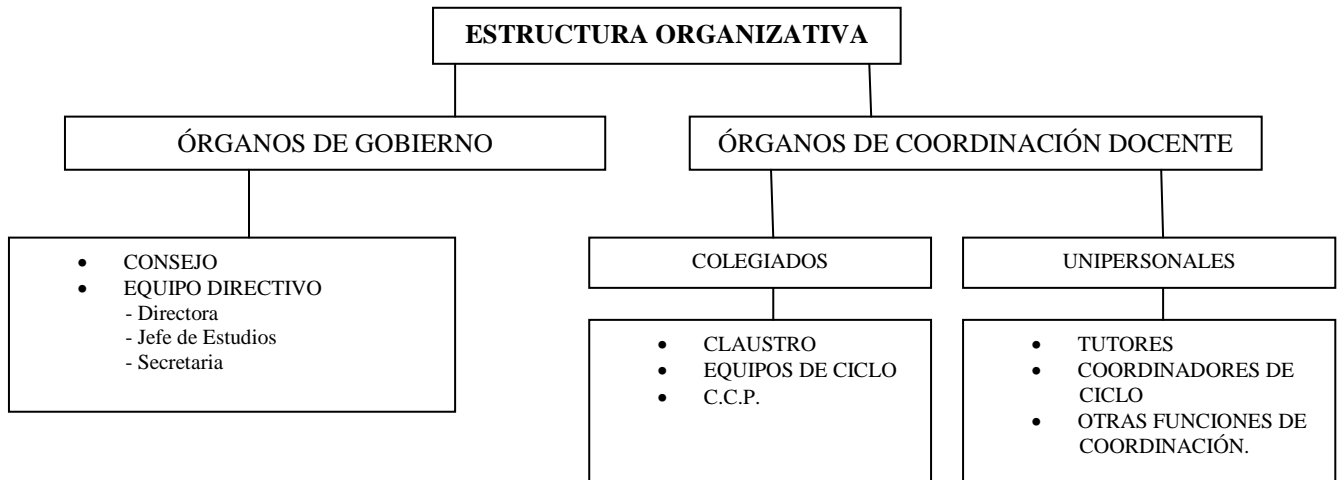 ESTRUCTURA ORGANIZATIVA
ÓRGANOS DE GOBIERNO
ÓRGANOS DE COORDINACIÓN DOCENTE
• CONSEJO
• EQUIPO DIRECTIVO
- Directora
- Jefe de Estudios
- Secretaria
COLEGIADOS
• CLAUSTRO
• EQUIPOS DE CICLO
• C.C.P.
UNIPERSONALES
• TUTORES
• COORDINADORES DE
CICLO
• OTRAS FUNCIONES DE
COORDINACIÓN.